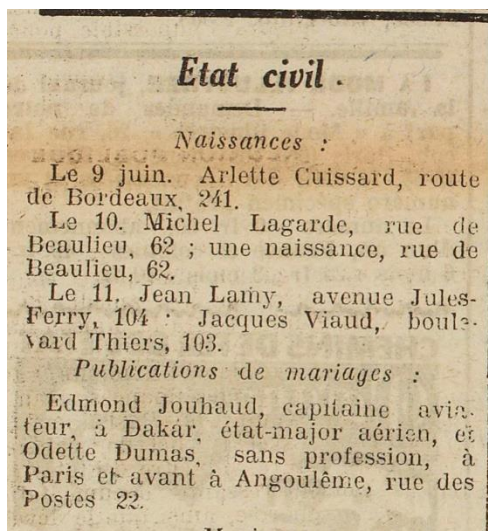 Etat civil.
Naissances :
Le 9 juin. Arlette Cuissard, route
de Bordeaux, 241.
Le 10. Michel Lagarde, rue de
Beaulieu, 62 ; une naissance, rue de
Beaulieu, 62.
Le 11. Jean Lamy, avenue Jules-
Ferry, 104 : Jacques Viaud, boule-
vard Thiers, 103.
Publications de mariages :
Edmond Jouhaud, capitaine avia-
teur, à Dakar, état-major aérien, et
Odette Dumas, sans profession, à
Paris et avant à Angoulême, rue des
Postes 22.